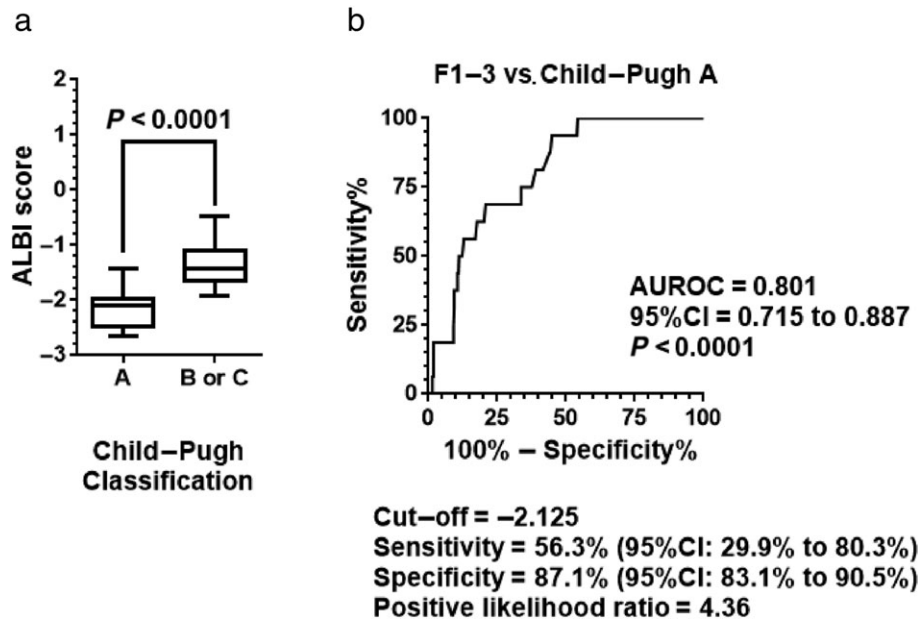 a
2
1
0
−1
−2
−3
ALBI score
P < 0.0001
A
B or C
Child−Pugh
Classification
b
F1−3 vs. Child−Pugh A
100
75
50
25
0
Sensitivity%
AUROC = 0.801
95%CI = 0.715 to 0.887
P < 0.0001
0 25 50 75 100
100% − Specificity%
Cut−off = −2.125
Sensitivity = 56.3% (95%CI: 29.9% to 80.3%)
Specificity = 87.1% (95%CI: 83.1% to 90.5%)
Positive likelihood ratio = 4.36